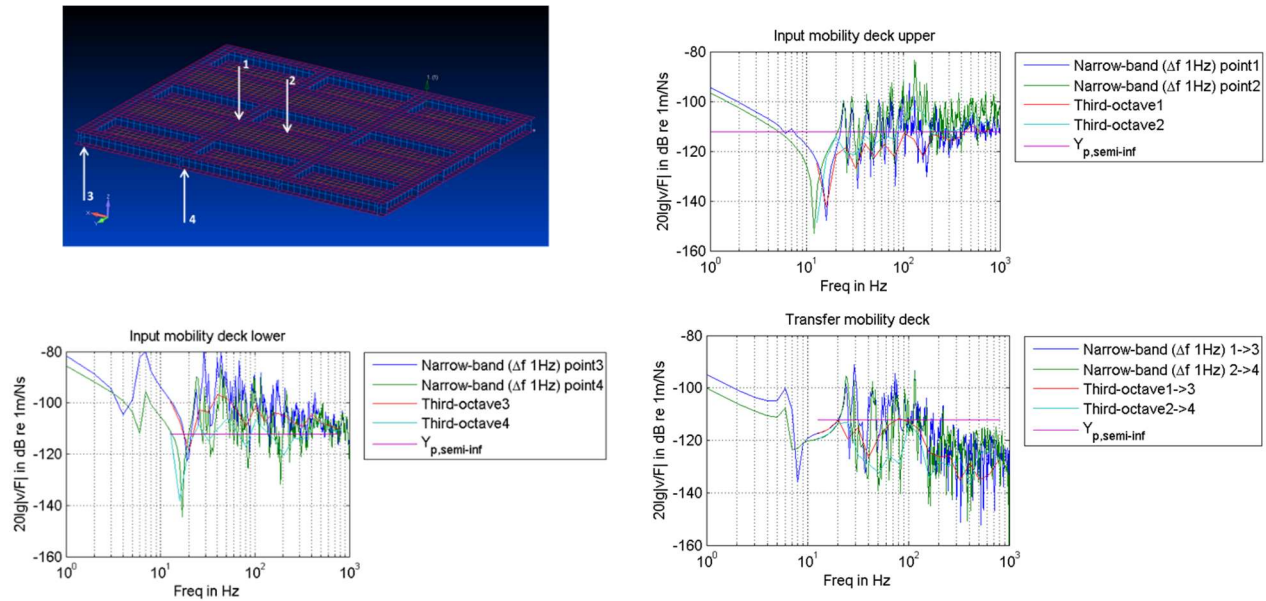 1
2
3
4
1 m
X
Y
Z
Input mobility deck upper
20lg|v/F| in dB re 1m/Ns
-80
-100
-120
-140
-160
10^0
10^1
10^2
10^3
Freq in Hz
Narrow-band (Δf 1Hz) point1
Narrow-band (Δf 1Hz) point2
Third-octave1
Third-octave2
Y_p,semi-inf
Input mobility deck lower
20lg|v/F| in dB re 1m/Ns
-80
-100
-120
-140
-160
10^0
10^1
10^2
10^3
Freq in Hz
Narrow-band (Δf 1Hz) point3
Narrow-band (Δf 1Hz) point4
Third-octave3
Third-octave4
Y_p,semi-inf
Transfer mobility deck
20lg|v/F| in dB re 1m/Ns
-80
-100
-120
-140
-160
10^0
10^1
10^2
10^3
Freq in Hz
Narrow-band (Δf 1Hz) 1->3
Narrow-band (Δf 1Hz) 2->4
Third-octave1->3
Third-octave2->4
Y_p,semi-inf